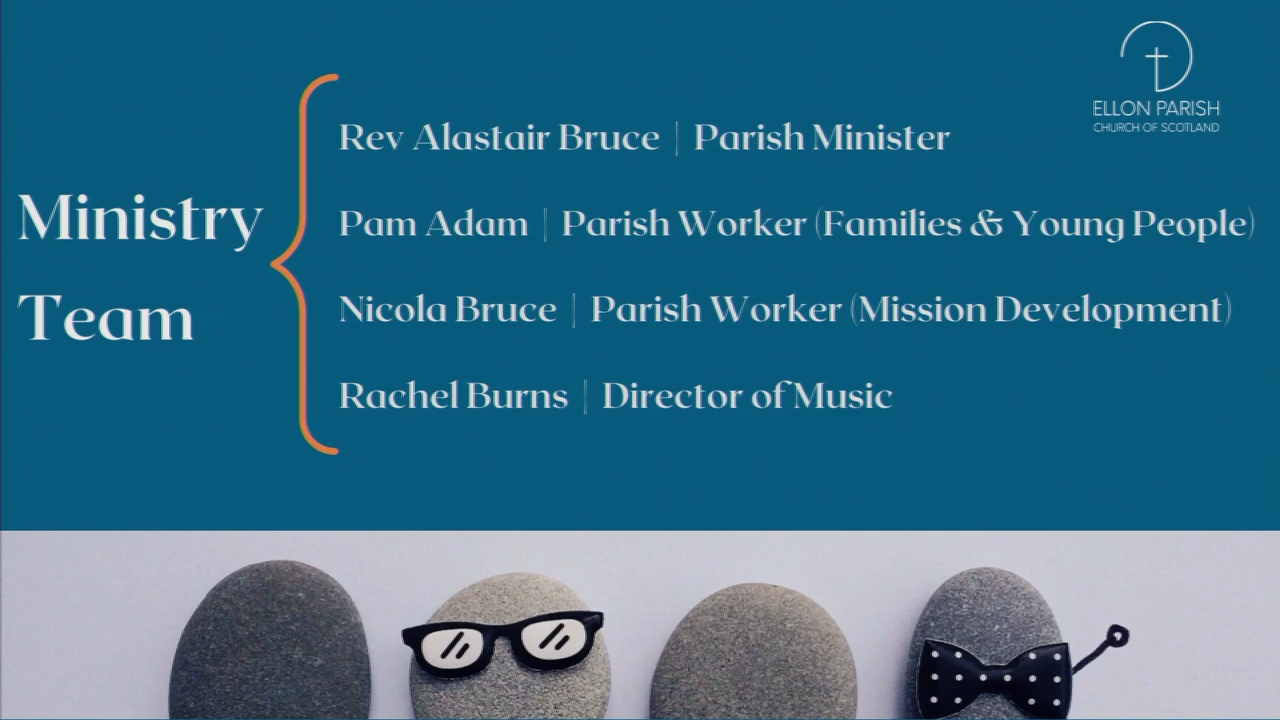 ELLON PARISH
CHURCH OF SCOTLAND
Ministry
Team
Rev Alastair Bruce | Parish Minister
Pam Adam | Parish Worker (Families & Young People)
Nicola Bruce | Parish Worker (Mission Development)
Rachel Burns | Director of Music